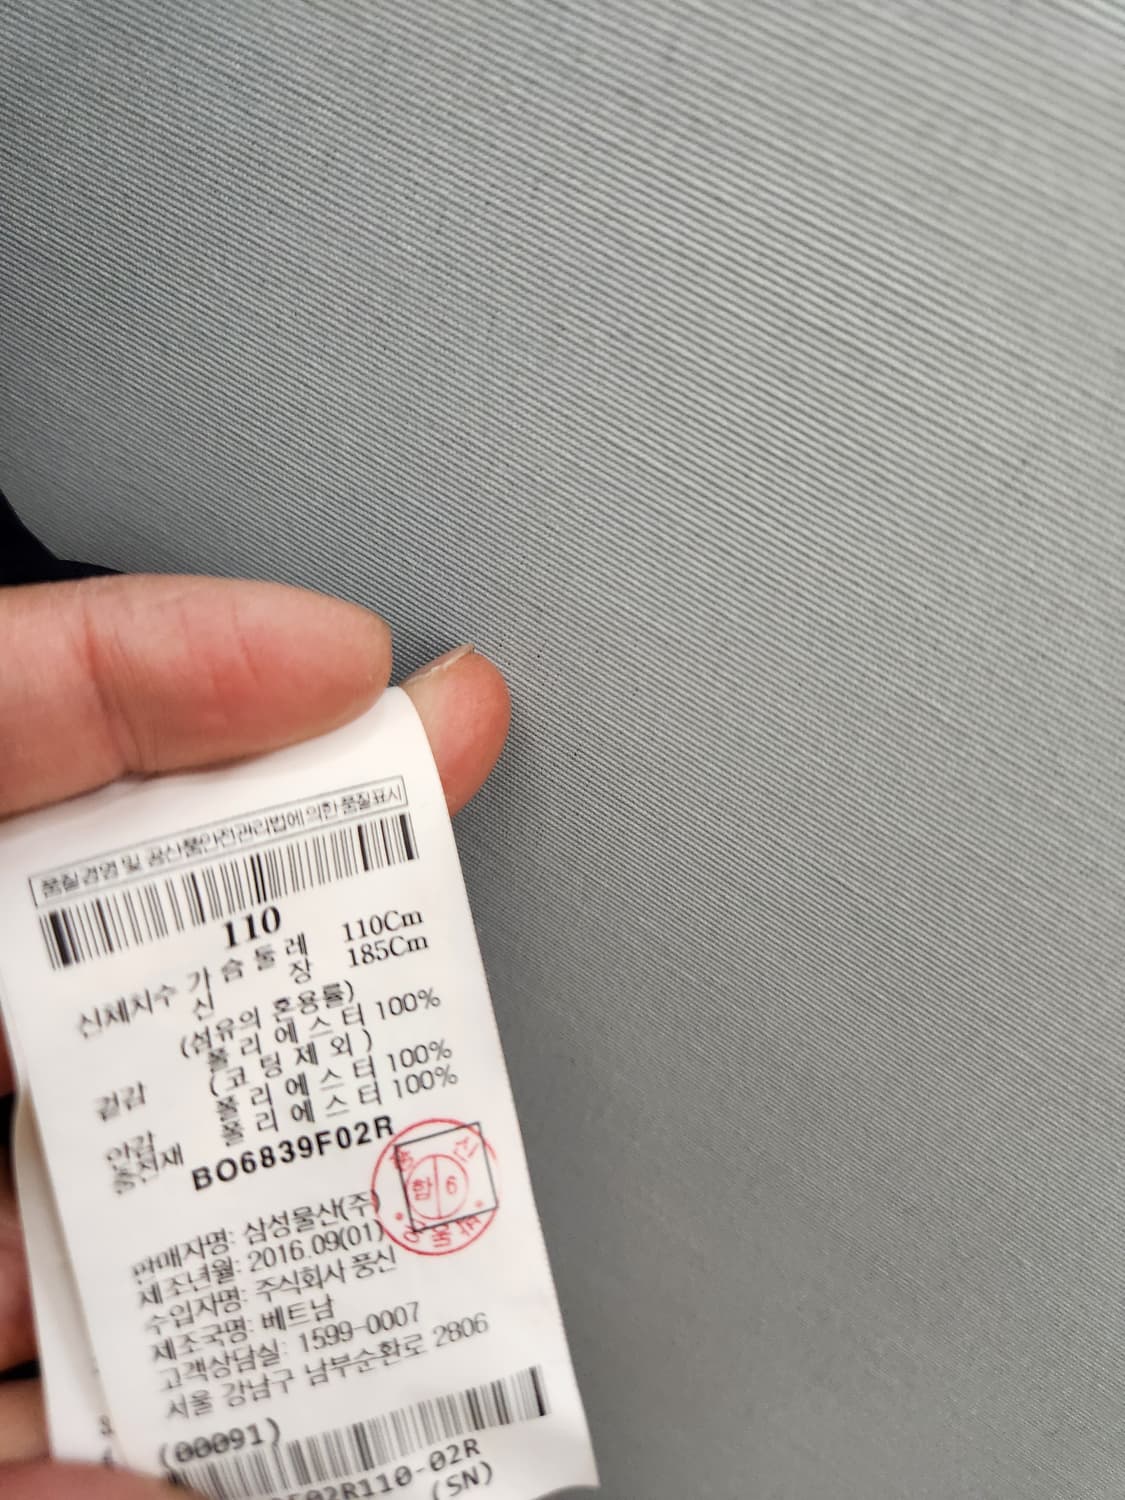 품질경영 및 공산품안전관리법에 의한 품질표시
110
신체치수 가슴둘레 110Cm
신장 185Cm
(섬유의 혼용률)
겉감 폴리에스터 100%
(코팅제외)
안감 폴리에스터 100%
충전재 폴리에스터 100%
BO6839F02R
함 6
판매자명: 삼성물산(주)
제조년월: 2016.09(01)
수입자명: 주식회사 풍신
제조국명: 베트남
고객상담실: 1599-0007
서울 강남구 남부순환로 2806
(00091)
F02R110-02R
(SN)